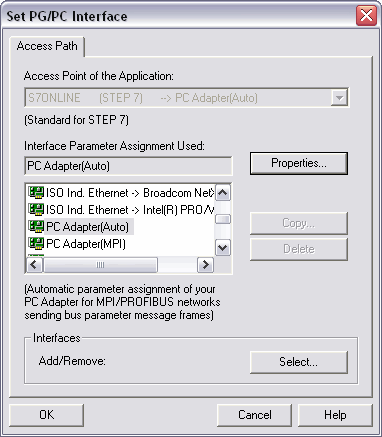 Set PG/PC Interface
Access Path
Access Point of the Application:
S7ONLINE (STEP 7) --> PC Adapter(Auto)
(Standard for STEP 7)
Interface Parameter Assignment Used:
PC Adapter(Auto)
Properties...
ISO Ind. Ethernet -> Broadcom Net
ISO Ind. Ethernet -> Intel(R) PRO/
PC Adapter(Auto)
PC Adapter(MPI)
Copy...
Delete
(Automatic parameter assignment of your
PC Adapter for MPI/PROFIBUS networks
sending bus parameter message frames)
Interfaces
Add/Remove:
Select...
OK
Cancel
Help